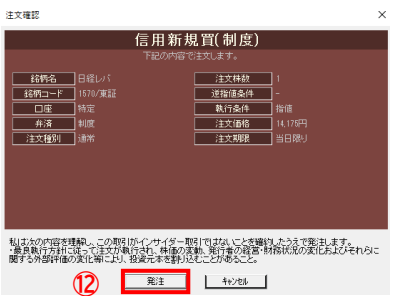 注文確認
信用新規買(制度)
下記の内容で注文します。
銘柄名 日経レバ 注文株数 1
銘柄コード 1570/東証 逆指値条件 -
口座 特定 執行条件 指値
弁済 制度 注文価格 14,175円
注文種別 通常 注文期限 当日限り
私は次の内容を理解し、この取引がインサイダー取引ではないことを確約したうえで発注します。
・最良執行方針に従って注文が執行され、株価の変動、発行者の経営・財務状況の変化およびそれらに
関する外部評価の変化等により、投資元本を割り込むことがあること。
⑫ 発注 キャンセル